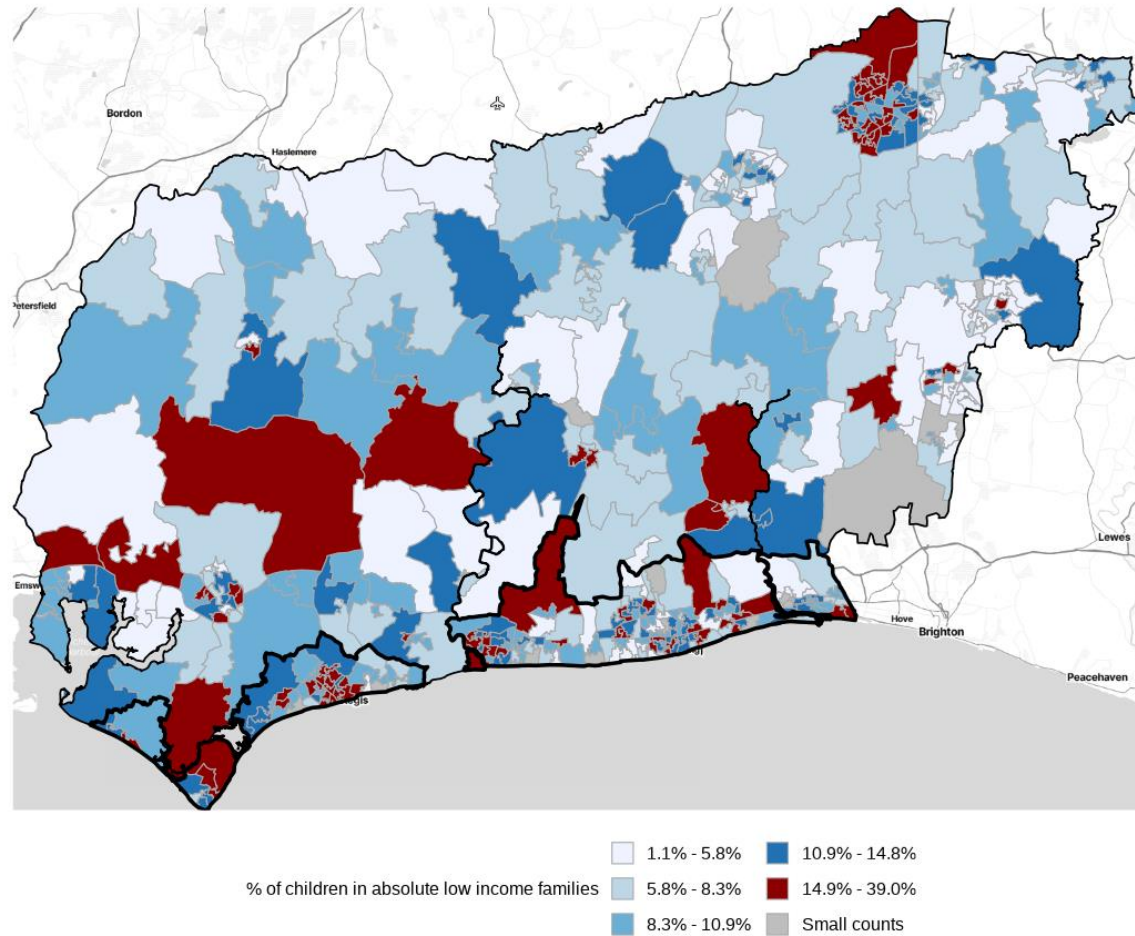 Bordon
Haslemere
Petersfield
Emsw
Lewes
Hove
Brighton
egis
Peacehaven
% of children in absolute low income families
1.1% - 5.8%
5.8% - 8.3%
8.3% - 10.9%
10.9% - 14.8%
14.9% - 39.0%
Small counts